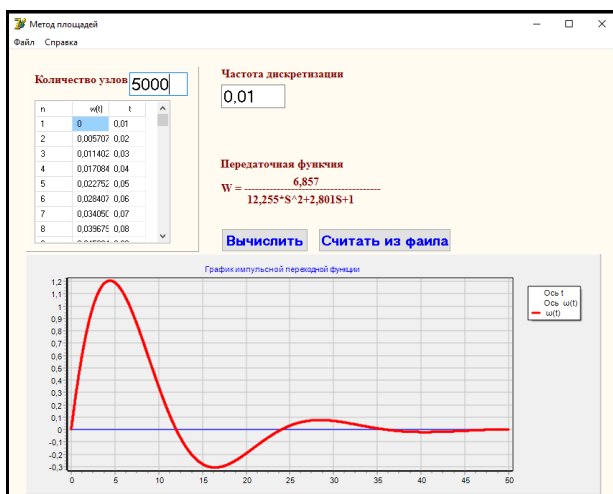 Метод площадей
Файл Справка
Количество узлов 5000
Частота дискретизации
0,01
n w(t) t
1 0 0,01
2 0,005707 0,02
3 0,011402 0,03
4 0,017084 0,04
5 0,022752 0,05
6 0,028407 0,06
7 0,034050 0,07
8 0,039679 0,08
Передаточная функчия
6,857
W =
12,255*S^2+2,801S+1
Вычислить Считать из фаила
График импульсной переходной функции
1,2
1,1
1
0,9
0,8
0,7
0,6
0,5
0,4
0,3
0,2
0,1
0
-0,1
-0,2
-0,3
0 5 10 15 20 25 30 35 40 45 50
Ось t
Ось ω(t)
ω(t)